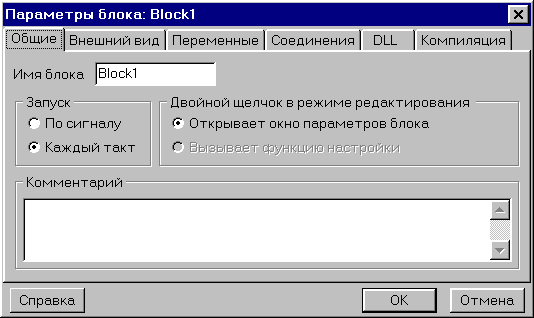 Параметры блока: Block1
Общие Внешний вид Переменные Соединения DLL Компиляция
Имя блока Block1
Запуск Двойной щелчок в режиме редактирования
По сигналу Открывает окно параметров блока
Каждый такт Вызывает функцию настройки
Комментарий
Справка OK Отмена